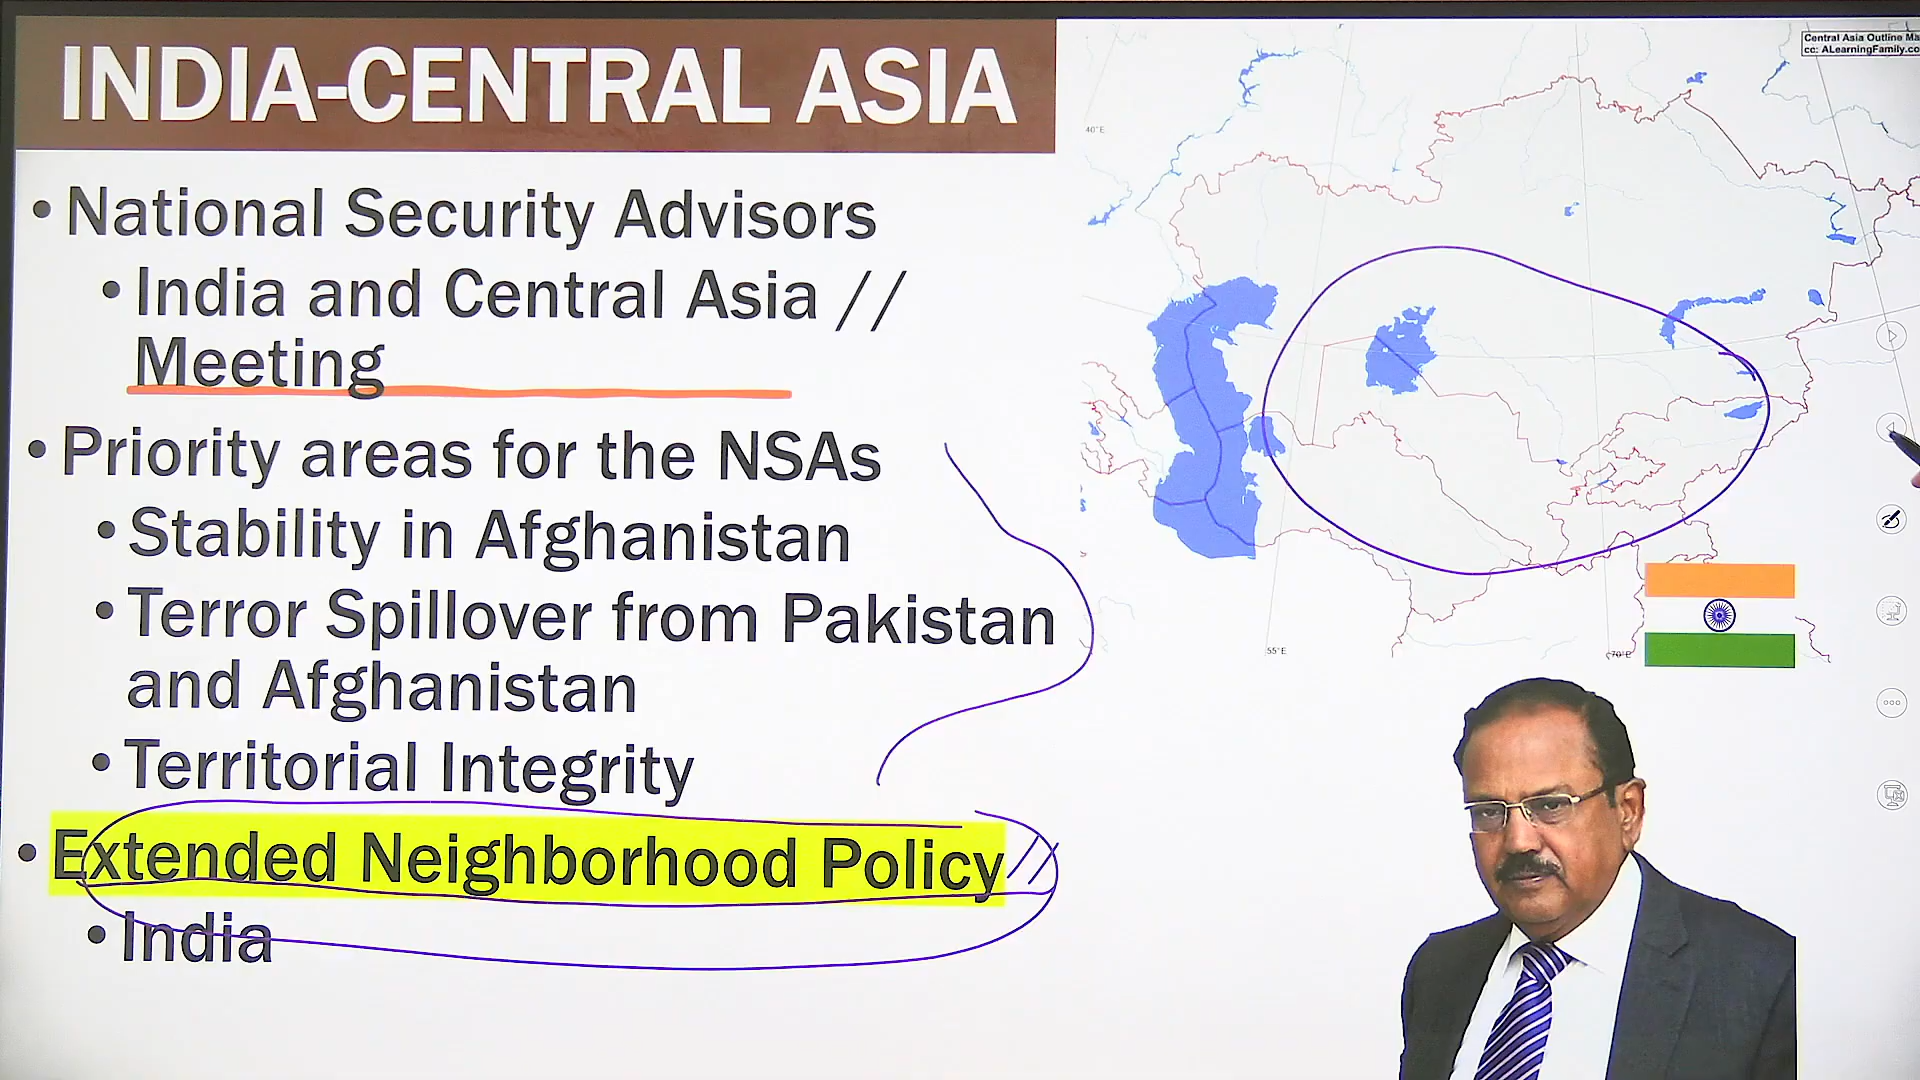 INDIA-CENTRAL ASIA
• National Security Advisors
• India and Central Asia //
Meeting
• Priority areas for the NSAs
• Stability in Afghanistan
• Terror Spillover from Pakistan
and Afghanistan
• Territorial Integrity
• Extended Neighborhood Policy//
• India
Central Asia Outline Ma
cc: ALearningFamily.co
40°E
55°E
70°E